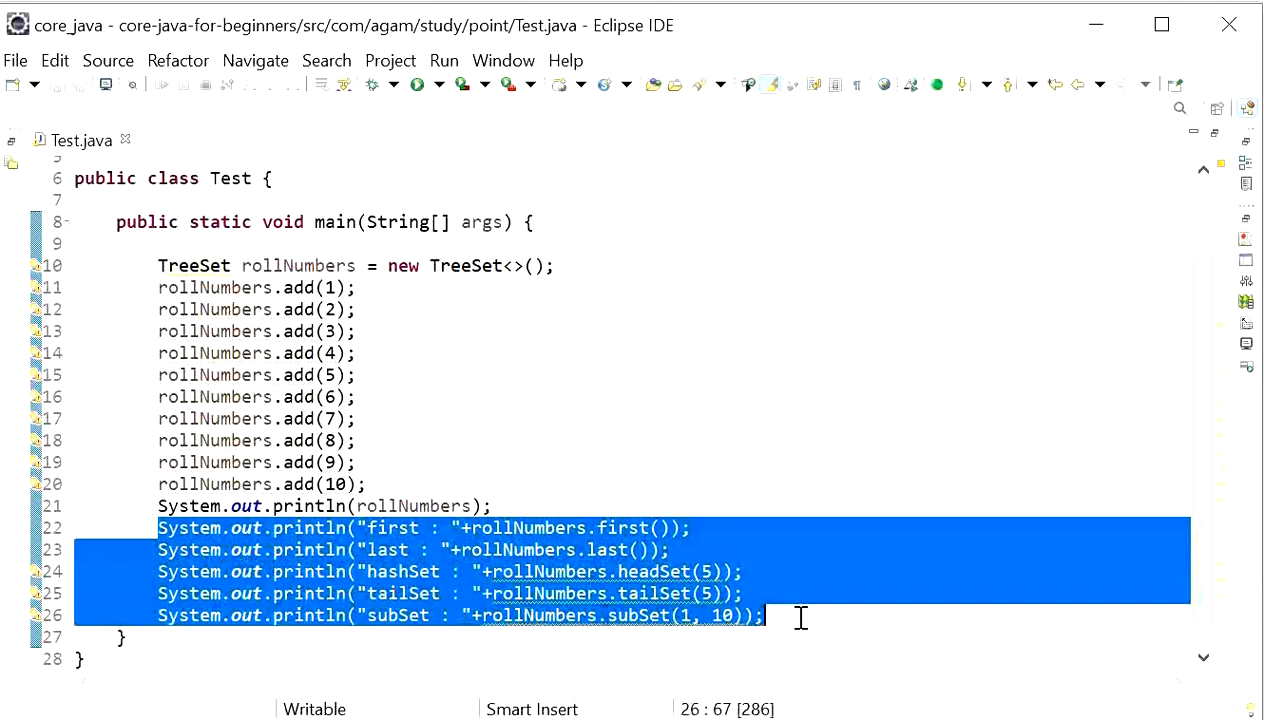 core_java - core-java-for-beginners/src/com/agam/study/point/Test.java - Eclipse IDE
File Edit Source Refactor Navigate Search Project Run Window Help
Test.java
5
6 public class Test {
7
8 public static void main(String[] args) {
9
10 TreeSet rollNumbers = new TreeSet<>();
11 rollNumbers.add(1);
12 rollNumbers.add(2);
13 rollNumbers.add(3);
14 rollNumbers.add(4);
15 rollNumbers.add(5);
16 rollNumbers.add(6);
17 rollNumbers.add(7);
18 rollNumbers.add(8);
19 rollNumbers.add(9);
20 rollNumbers.add(10);
21 System.out.println(rollNumbers);
22 System.out.println("first : "+rollNumbers.first());
23 System.out.println("last : "+rollNumbers.last());
24 System.out.println("hashSet : "+rollNumbers.headSet(5));
25 System.out.println("tailSet : "+rollNumbers.tailSet(5));
26 System.out.println("subSet : "+rollNumbers.subSet(1, 10));
27 }
28 }
Writable Smart Insert 26 : 67 [286]